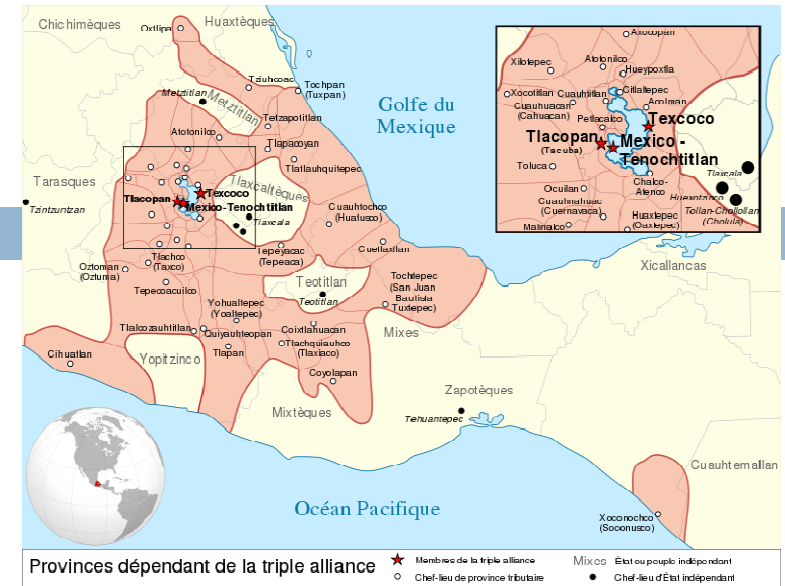 Chichimèques
Huaxtèques
Oxtlipa
Tziuhcoac
Tochpan
(Tuxpan)
Metztitlan
Metztitlan
Golfe du
Mexique
Tetzapotitlan
Atotonilco
Tlapacoyan
Tlatlauhquitepec
Tarasques
Tlaxcaltèques
Tlacopan
Texcoco
Mexico-Tenochtitlan
Tzintzuntzan
Tlaxcala
Cuauhtochco
(Huatusco)
Cuetlaxtlan
Tepeyacac
(Tepeaca)
Tlachco
(Taxco)
Oztoman
(Oztuma)
Tepecoacuilco
Teotitlan
Teotitlan
Tochtepec
(San Juan
Bautista
Tuxtepec)
Yohualtepec
(Yoaltepec)
Tlalcozauhtitlan
Quiyauhteopan
Coixtlahuacan
Tlachquiauhco
(Tlaxiaco)
Tlapan
Coyolapan
Cihuatlan
Yopitzinco
Mixes
Mixtèques
Zapotèques
Tehuantepec
Xicallancas
Cuauhtemallan
Xoconochco
(Soconusco)
Océan Pacifique
Axocopan
Xilotepec
Atotonilco
Hueypoxtla
Xocotitlan
Cuauhtitlan
Citlaltepec
Cuauhuacan
(Cahuacan)
Acolman
Petlacalco
Texcoco
Tlacopan
(Tacuba)
Mexico -
Tenochtitlan
Toluca
Chalco-
Atenco
Tlaxcala
Ocuilan
Huexotzinco
Cuauhnahuac
(Cuernavaca)
Huaxtepec
(Oaxtepec)
Tollan-Chollollan
(Cholula)
Malinalco
Provinces dépendant de la triple alliance
Membres de la triple alliance
Chef-lieu de province tributaire
Mixes État ou peuple indépendant
Chef-lieu d'État indépendant